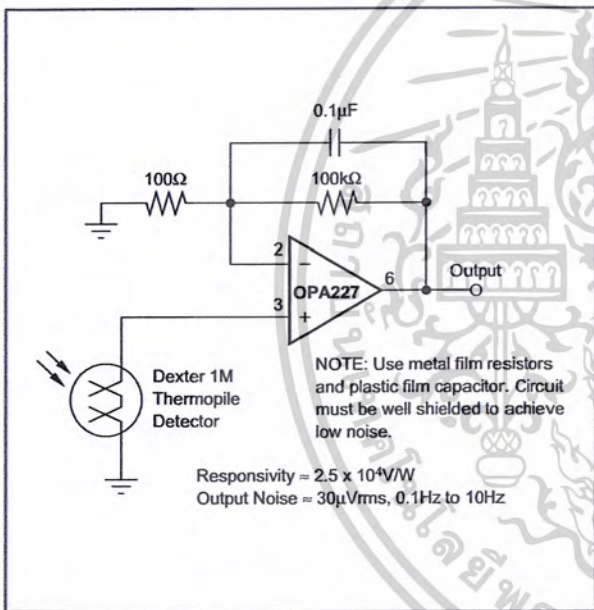 0.1μF
100Ω
100kΩ
2
−
OPA227
6
Output
3
+
Dexter 1M
Thermopile
Detector
NOTE: Use metal film resistors
and plastic film capacitor. Circuit
must be well shielded to achieve
low noise.
Responsivity ≈ 2.5 x 10⁴V/W
Output Noise ≈ 30μVrms, 0.1Hz to 10Hz